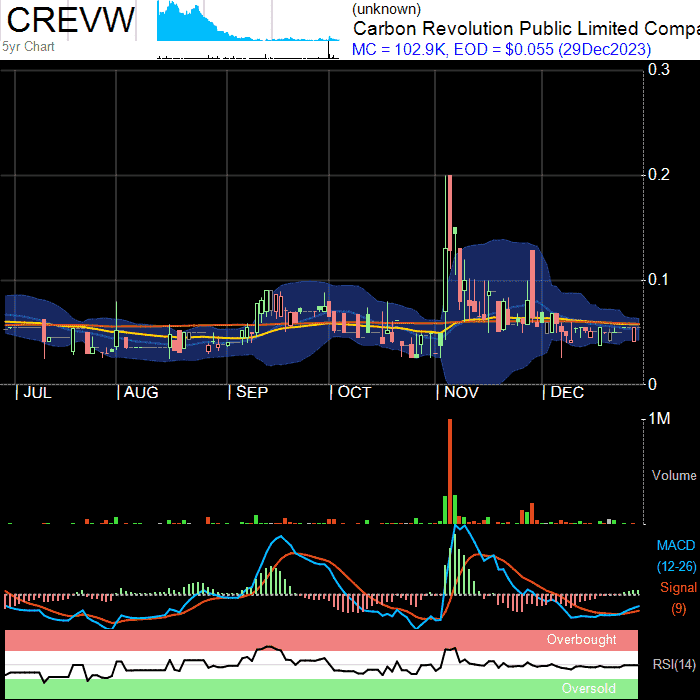 CREVW
5yr Chart
(unknown)
Carbon Revolution Public Limited Compa
MC = 102.9K, EOD = $0.055 (29Dec2023)
0.3
0.2
0.1
0
JUL AUG SEP OCT NOV DEC
1M
Volume
MACD
(12-26)
Signal
(9)
Overbought
RSI(14)
Oversold